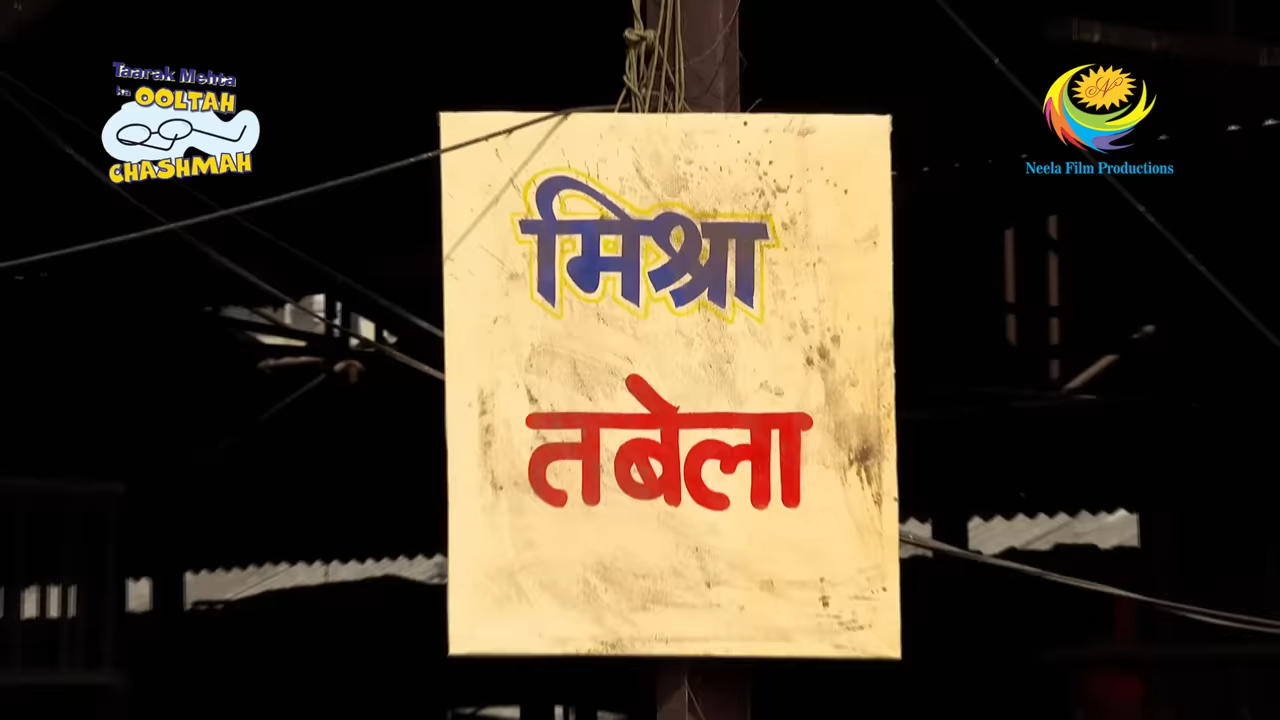 Taarak Mehta
ka OOLTAH
CHASHMAH
Neela Film Productions
मिश्रा
तबेला